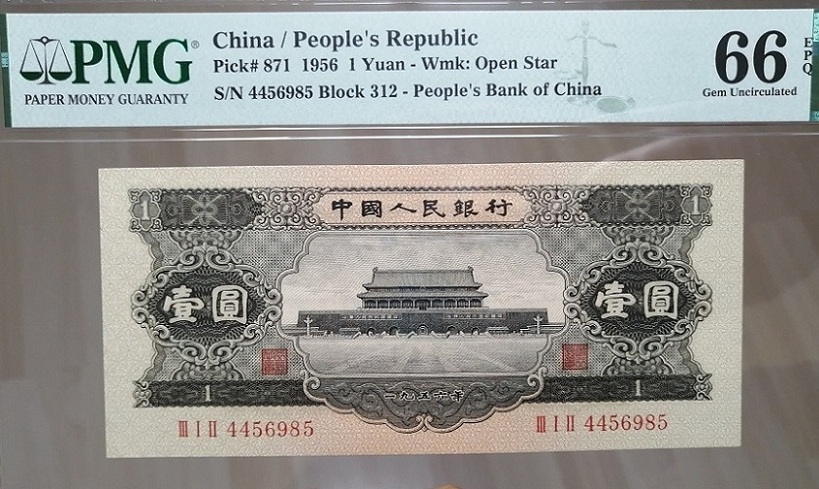 PMG®
PAPER MONEY GUARANTY
China / People's Republic
Pick# 871 1956 1 Yuan - Wmk: Open Star
S/N 4456985 Block 312 - People's Bank of China
66
EPQ
Gem Uncirculated
1
中國人民銀行
1
壹圓
壹圓
1
一九五六年
1
Ⅲ Ⅰ Ⅱ 4456985
Ⅲ Ⅰ Ⅱ 4456985